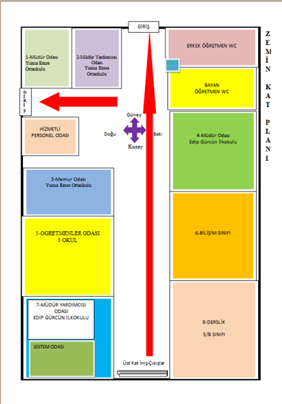 GİRİŞ
1-Müdür Odası
Yunus Emre
Ortaokulu
2-Müdür Yardımcısı
Odası
Yunus Emre
Ortaokulu
ERKEK ÖĞRETMEN WC
BAYAN
ÖĞRETMEN WC
ZEMİN KAT PLANI
GİRİŞ
HİZMETLİ
PERSONEL ODASI
Güney
Doğu
Batı
Kuzey
4-Müdür Odası
Edip Gürcün İlkokulu
3-Memur Odası
Yunus Emre Ortaokulu
5-ÖĞRETMENLER ODASI
3 OKUL
6-BİLİŞİM SINIFI
7-MÜDÜR YARDIMCISI
ODASI
EDİP GÜRCÜN İLKOKULU
SİSTEM ODASI
8-DERSLİK
5/B SINIFI
Üst Kat İniş-Çıkışlar